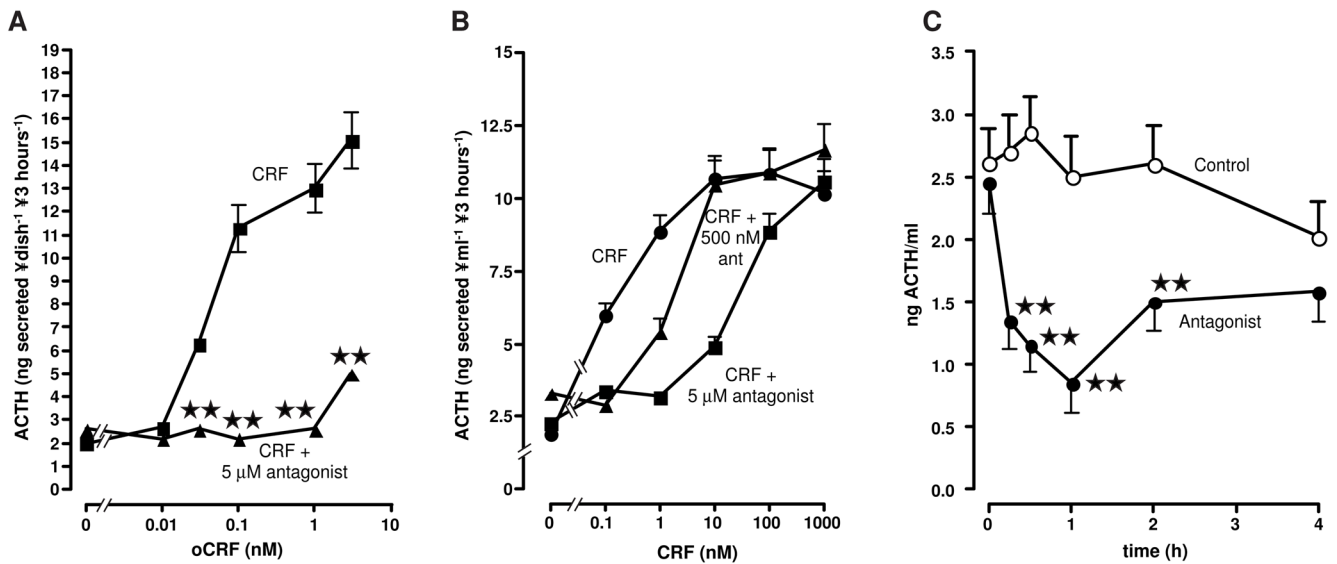 A
ACTH (ng secreted ¥dish⁻¹ ¥3 hours⁻¹)
19
18
17
16
15
14
13
12
11
10
9
8
7
6
5
4
3
2
1
0
CRF
★★
★★
★★
★★
CRF +
5 µM antagonist
0
0.01
0.1
1
10
oCRF (nM)
B
ACTH (ng secreted ¥ml⁻¹ ¥3 hours⁻¹)
15
12.5
10
7.5
5
2.5
0
CRF
CRF +
500 nM
ant
CRF +
5 µM antagonist
0
0.1
1
10
100
1000
CRF (nM)
C
ng ACTH/ml
3.5
3.0
2.5
2.0
1.5
1.0
0.5
0.0
Control
★★
★★
★★
★★
Antagonist
0
1
2
3
4
time (h)